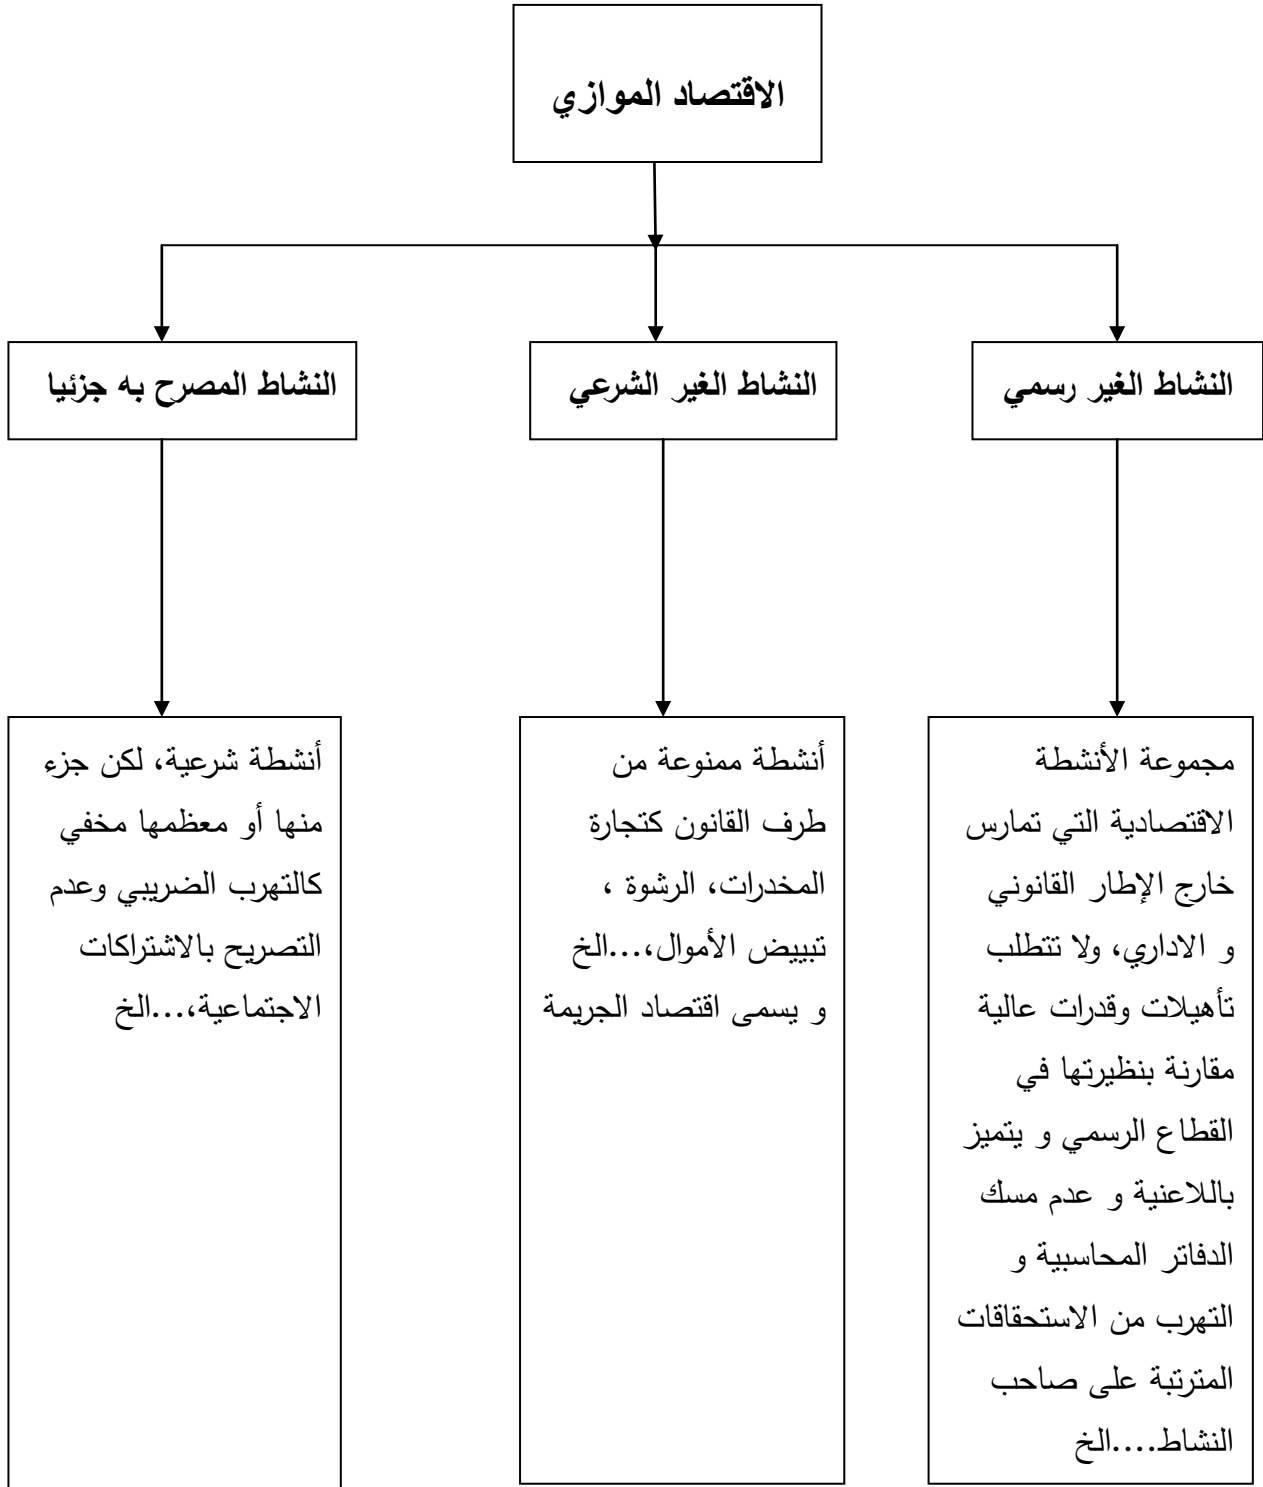 الاقتصاد الموازي
النشاط الغير رسمي
النشاط الغير الشرعي
النشاط المصرح به جزئيا
مجموعة الأنشطة
الاقتصادية التي تمارس
خارج الإطار القانوني
و الاداري، ولا تتطلب
تأهيلات وقدرات عالية
مقارنة بنظيرتها في
القطاع الرسمي و يتميز
باللاعنية و عدم مسك
الدفاتر المحاسبية و
التهرب من الاستحقاقات
المترتبة على صاحب
النشاط....الخ
أنشطة ممنوعة من
طرف القانون كتجارة
المخدرات، الرشوة ،
تبييض الأموال،...الخ
و يسمى اقتصاد الجريمة
أنشطة شرعية، لكن جزء
منها أو معظمها مخفي
كالتهرب الضريبي وعدم
التصريح بالاشتراكات
الاجتماعية،...الخ